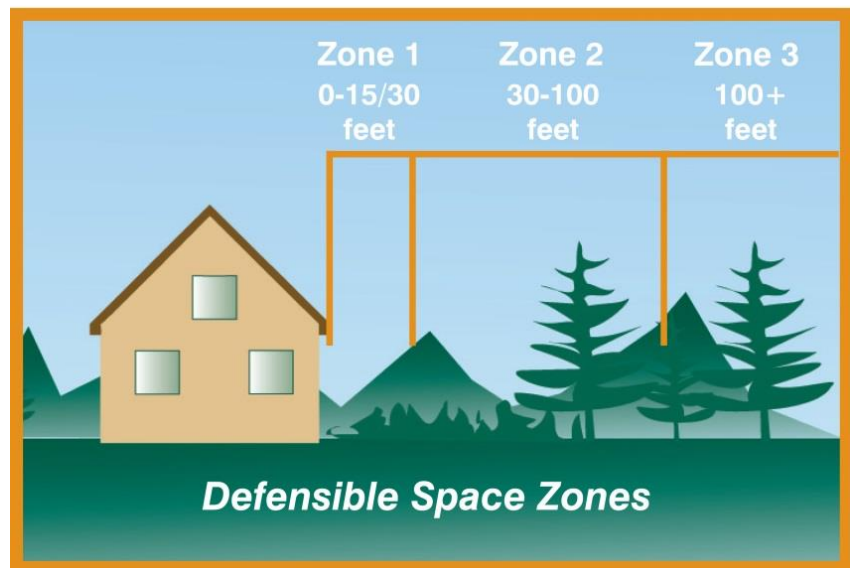 Zone 1
0-15/30
feet
Zone 2
30-100
feet
Zone 3
100+
feet
Defensible Space Zones